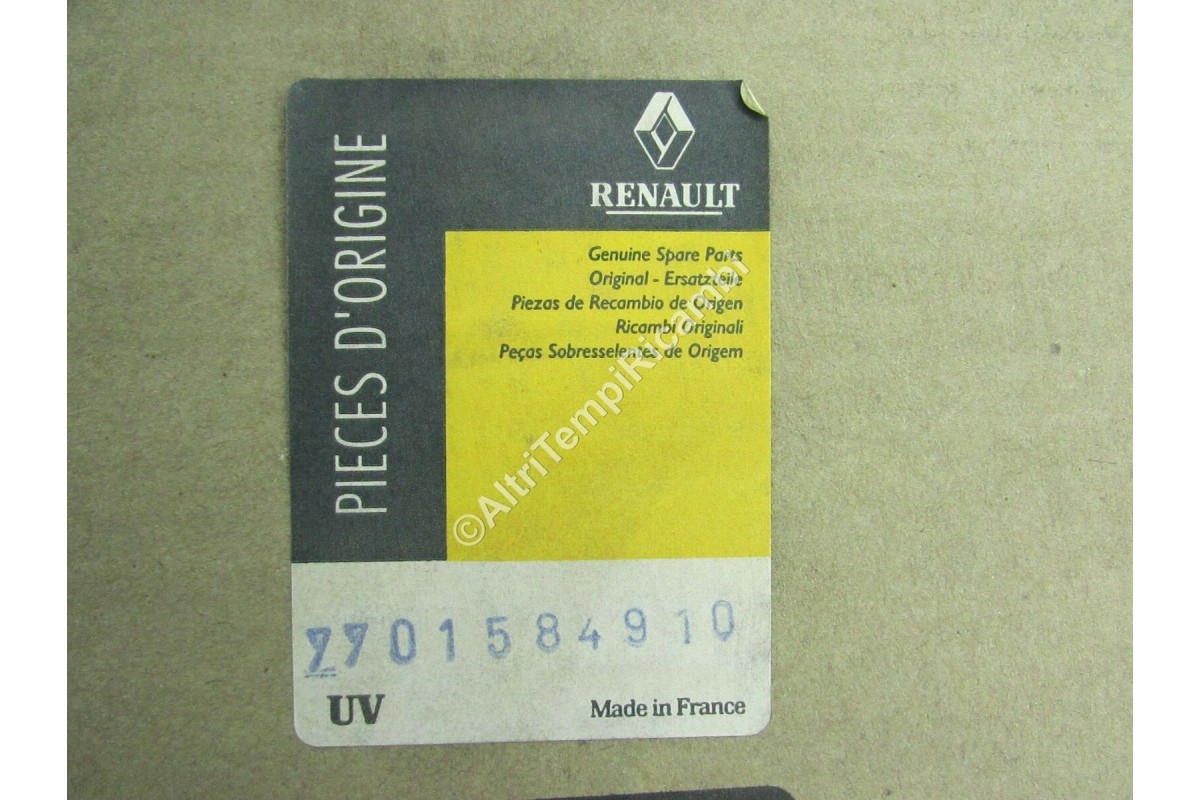 PIECES D'ORIGINE
RENAULT
Genuine Spare Parts
Original - Ersatzteile
Piezas de Recambio de Origen
Ricambi Originali
Peças Sobresselentes de Origem
©AltriTempiRicambi
7701584910
UV
Made in France